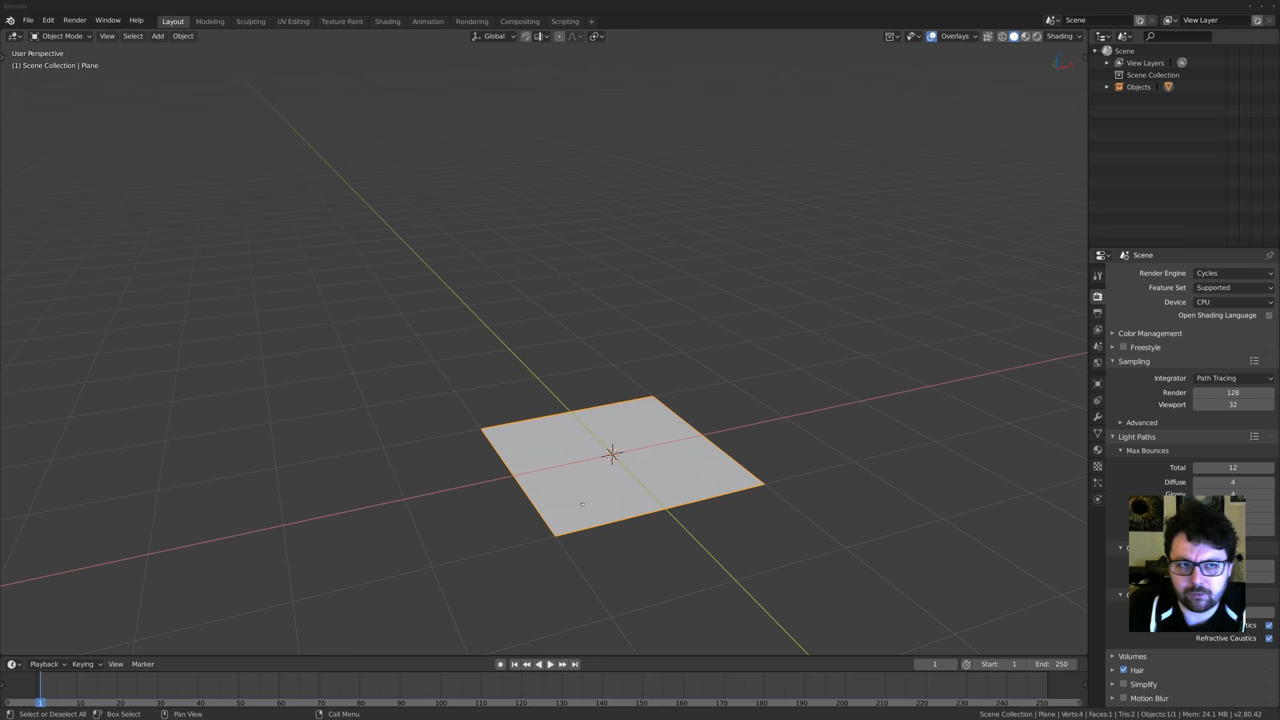 Blender
File Edit Render Window Help Layout Modeling Sculpting UV Editing Texture Paint Shading Animation Rendering Compositing Scripting + Scene View Layer
Object Mode View Select Add Object Global Overlays Shading
User Perspective
(1) Scene Collection | Plane
Scene
View Layers
Scene Collection
Objects
Scene
Render Engine Cycles
Feature Set Supported
Device CPU
Open Shading Language
Color Management
Freestyle
Sampling
Integrator Path Tracing
Render 128
Viewport 32
Advanced
Light Paths
Max Bounces
Total 12
Diffuse 4
Refractive Caustics
Volumes
Hair
Simplify
Motion Blur
Playback Keying View Marker 1 Start: 1 End: 250
1 10 20 30 40 50 60 70 80 90 100 110 120 130 140 150 160 170 180 190 200 210 220 230 240 250
Select or Deselect All Box Select Pan View Call Menu Scene Collection | Plane | Verts:4 | Faces:1 | Tris:2 | Objects:1/1 | Mem: 24.1 MB | v2.80.42